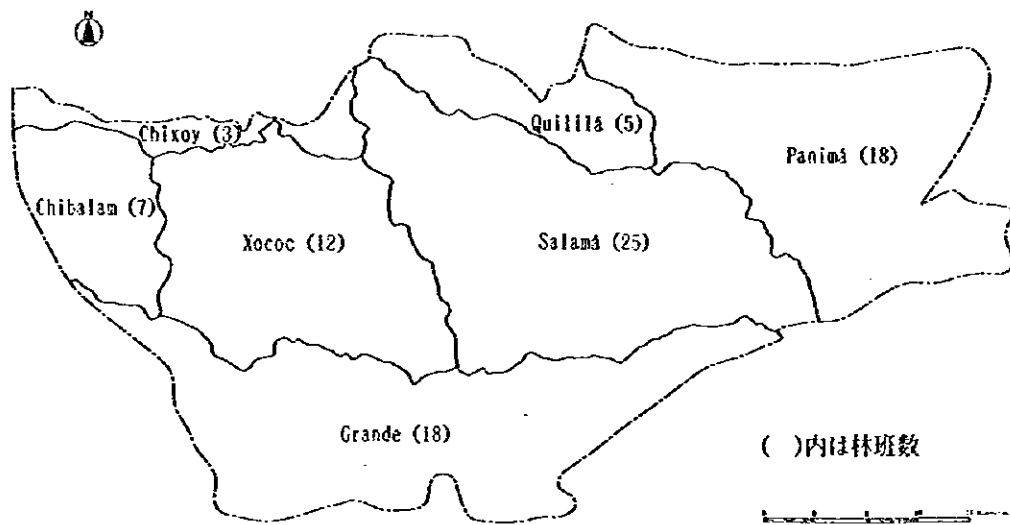 N
Chixoy (3)
Quililá (5)
Panimá (18)
Chibalam (7)
Xococ (12)
Salamá (25)
Grande (18)
( )内は林班数